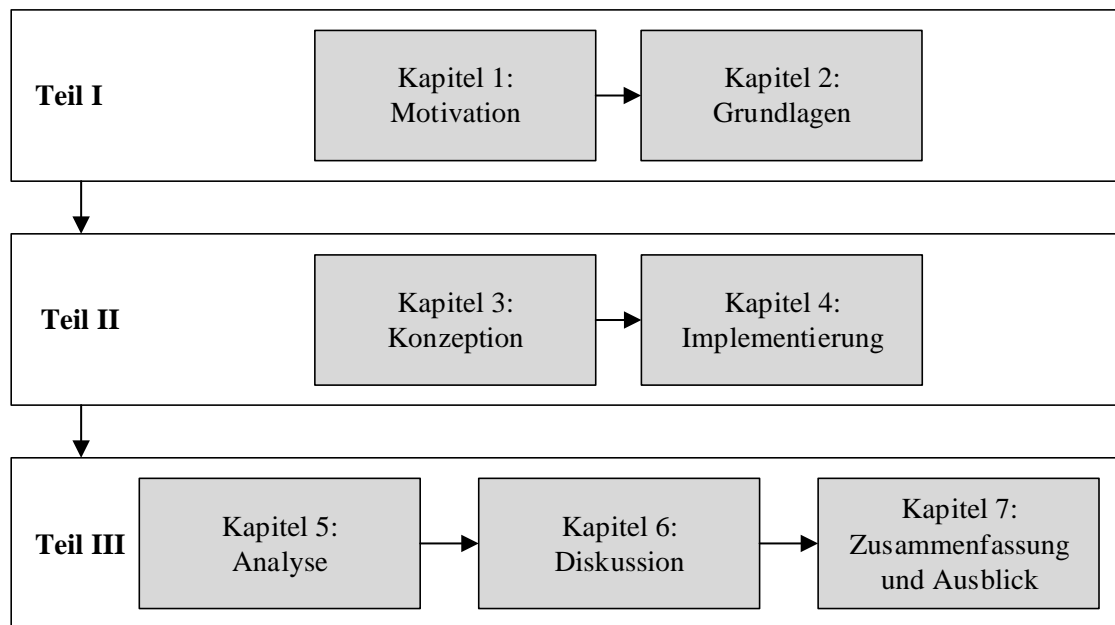 Teil I
Kapitel 1:
Motivation
Kapitel 2:
Grundlagen
Teil II
Kapitel 3:
Konzeption
Kapitel 4:
Implementierung
Teil III
Kapitel 5:
Analyse
Kapitel 6:
Diskussion
Kapitel 7:
Zusammenfassung
und Ausblick